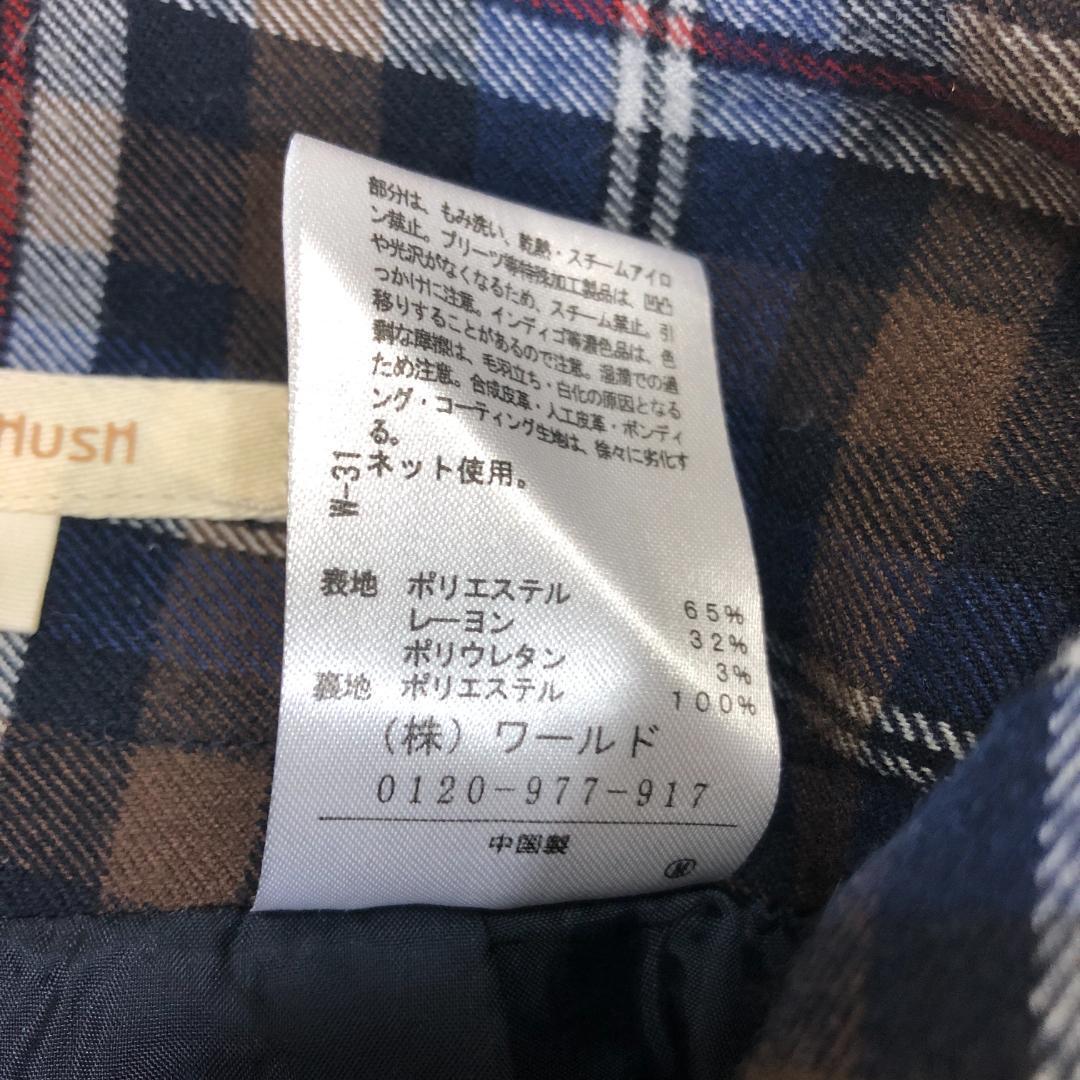 HusH
部分は、もみ洗い、乾熱・スチームアイロ
ン禁止。プリーツ等特殊加工製品は、凹凸
や光沢がなくなるため、スチーム禁止。引
っかけに注意。インディゴ等濃色品は、色
移りすることがあるので注意。湿潤での過
剰な摩擦は、毛羽立ち・白化の原因となる
ため注意。合成皮革・人工皮革・ボンディ
ング・コーティング生地は、徐々に劣化す
る。
ネット使用。
W-31
表地 ポリエステル 65%
レーヨン 32%
ポリウレタン 3%
裏地 ポリエステル 100%
(株)ワールド
0120-977-917
中国製
M